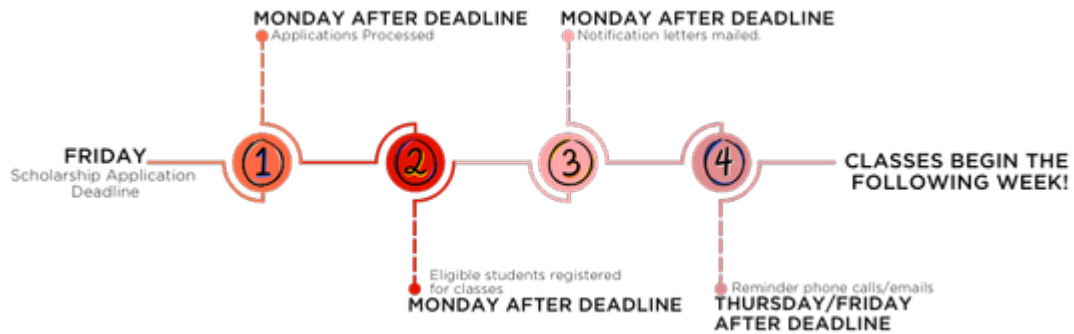 MONDAY AFTER DEADLINE
Applications Processed
MONDAY AFTER DEADLINE
Notification letters mailed.
FRIDAY
Scholarship Application
Deadline
1
2
3
4
CLASSES BEGIN THE
FOLLOWING WEEK!
Eligible students registered
for classes
MONDAY AFTER DEADLINE
Reminder phone calls/emails
THURSDAY/FRIDAY
AFTER DEADLINE